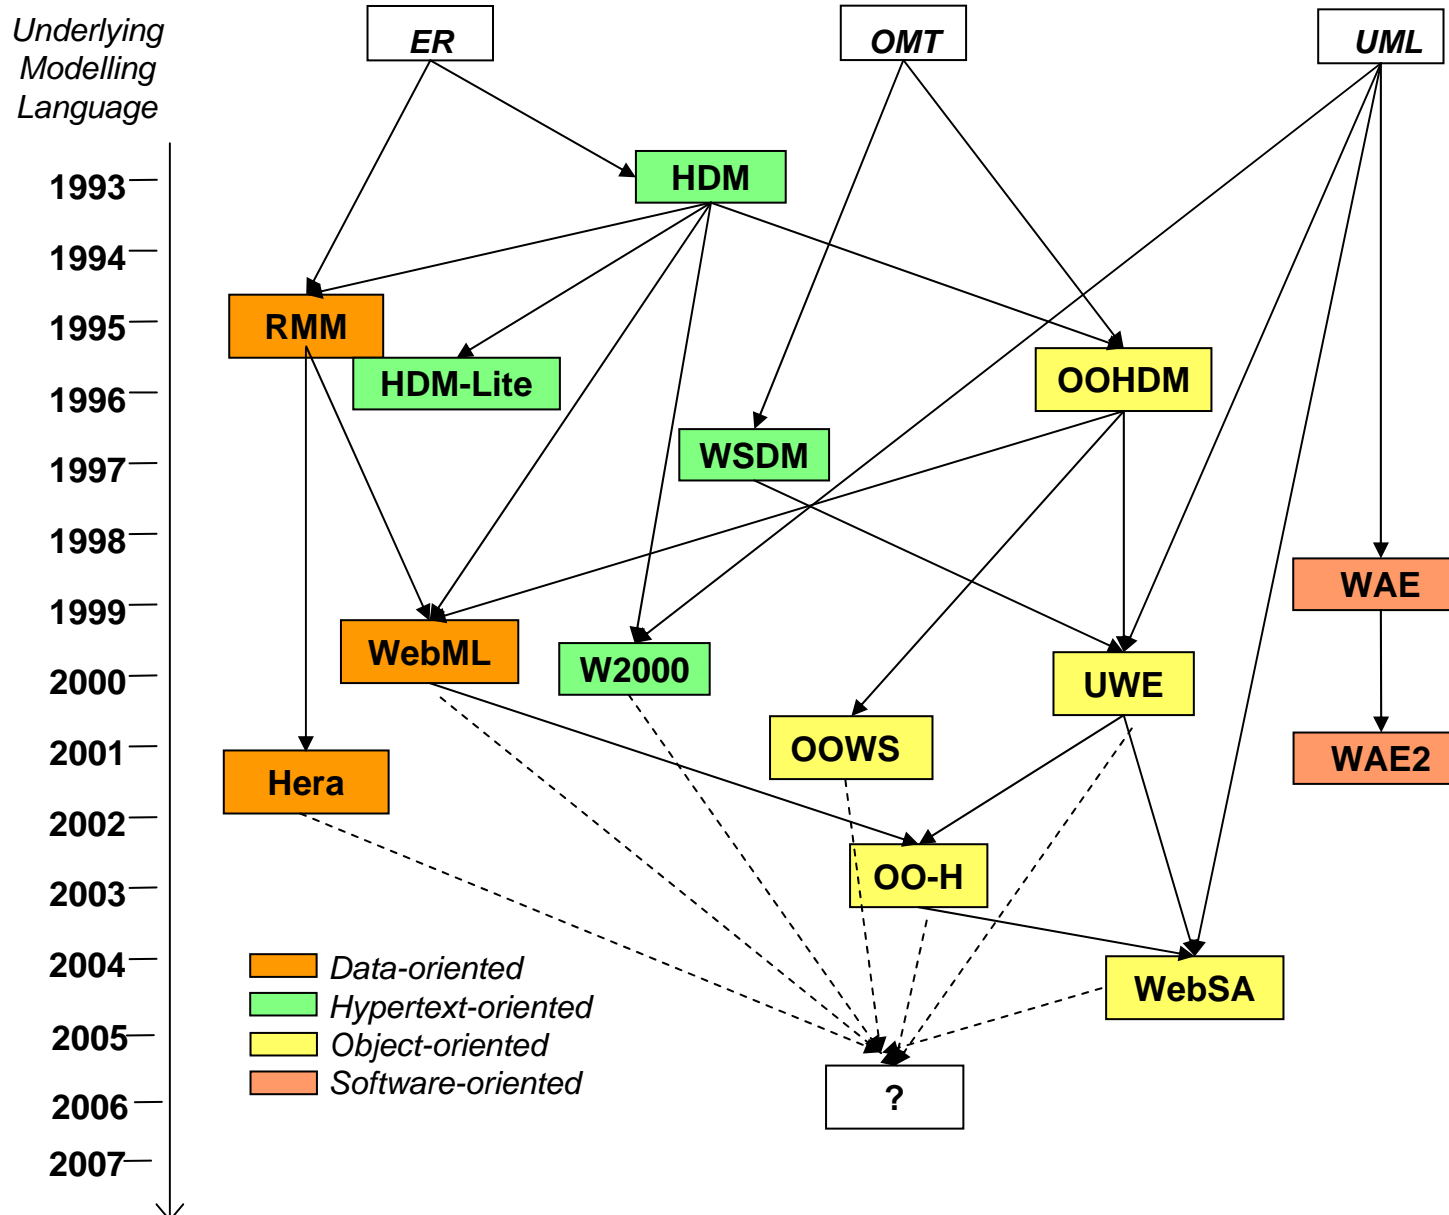 Underlying
Modelling
Language
ER
OMT
UML
1993
HDM
1994
1995
RMM
HDM-Lite
OOHDM
1996
WSDM
1997
1998
WAE
1999
WebML
W2000
UWE
2000
OOWS
2001
WAE2
Hera
2002
OO-H
2003
2004
Data-oriented
WebSA
Hypertext-oriented
2005
Object-oriented
Software-oriented
?
2006
2007